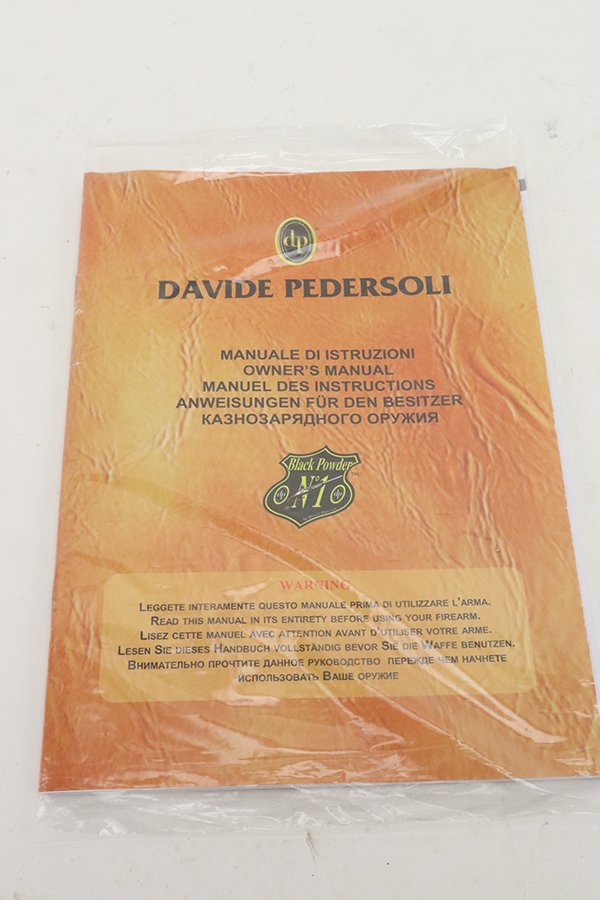 dp
DAVIDE PEDERSOLI
MANUALE DI ISTRUZIONI
OWNER'S MANUAL
MANUEL DES INSTRUCTIONS
ANWEISUNGEN FÜR DEN BESITZER
КАЗНОЗАРЯДНОГО ОРУЖИЯ
Black Powder
dp N°1 dp
WARNING
LEGGETE INTERAMENTE QUESTO MANUALE PRIMA DI UTILIZZARE L'ARMA.
READ THIS MANUAL IN ITS ENTIRETY BEFORE USING YOUR FIREARM.
LISEZ CETTE MANUEL AVEC ATTENTION AVANT D'UTILISER VOTRE ARME.
LESEN SIE DIESES HANDBUCH VOLLSTÄNDIG BEVOR SIE DIE WAFFE BENUTZEN.
ВНИМАТЕЛЬНО ПРОЧТИТЕ ДАННОЕ РУКОВОДСТВО ПЕРЕЖДЕ ЧЕМ НАЧНЕТЕ
ИСПОЛЬЗОВАТЬ ВАШЕ ОРУЖИЕ